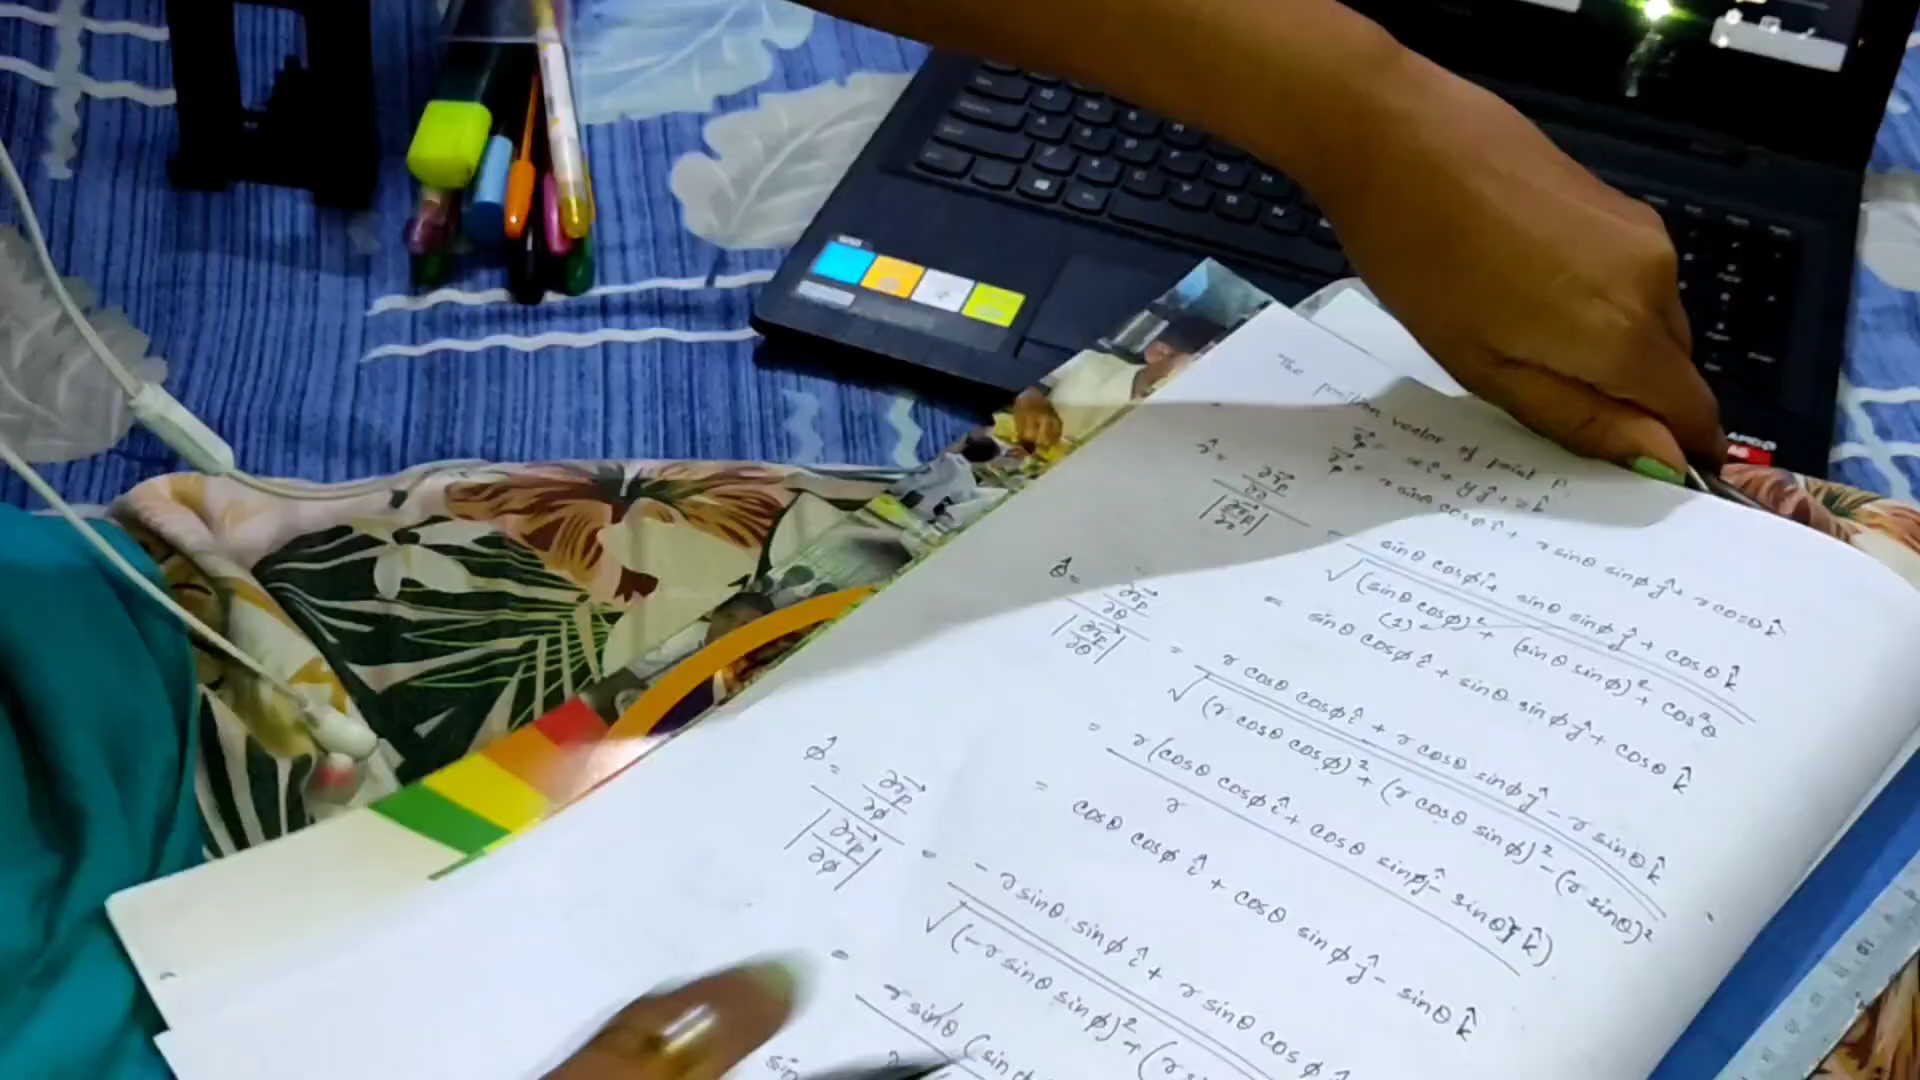 The position vector of point P,
r⃗p = xî + yĵ + zk̂
r⃗p = r sinθ cosϕ î + r sinθ sinϕ ĵ + r cosθ k̂
r̂ = ∂r⃗p/∂r / |∂r⃗p/∂r| = sinθ cosϕ î + sinθ sinϕ ĵ + cosθ k̂ / √(sinθ cosϕ)² + (sinθ sinϕ)² + cos²θ
(1)
= sinθ cosϕ î + sinθ sinϕ ĵ + cosθ k̂
θ̂ = ∂r⃗p/∂θ / |∂r⃗p/∂θ| = r cosθ cosϕ î + r cosθ sinϕ ĵ − r sinθ k̂ / √(r cosθ cosϕ)² + (r cosθ sinϕ)² − (r sinθ)²
= r(cosθ cosϕ î + cosθ sinϕ ĵ − sinθ k̂) / r
= cosθ cosϕ î + cosθ sinϕ ĵ − sinθ k̂
ϕ̂ = ∂r⃗p/∂ϕ / |∂r⃗p/∂ϕ| = − r sinθ . sinϕ î + r sinθ cosϕ ĵ / √(−r sinθ sinϕ)² + (r
= r sinθ (sin
sin
AMD